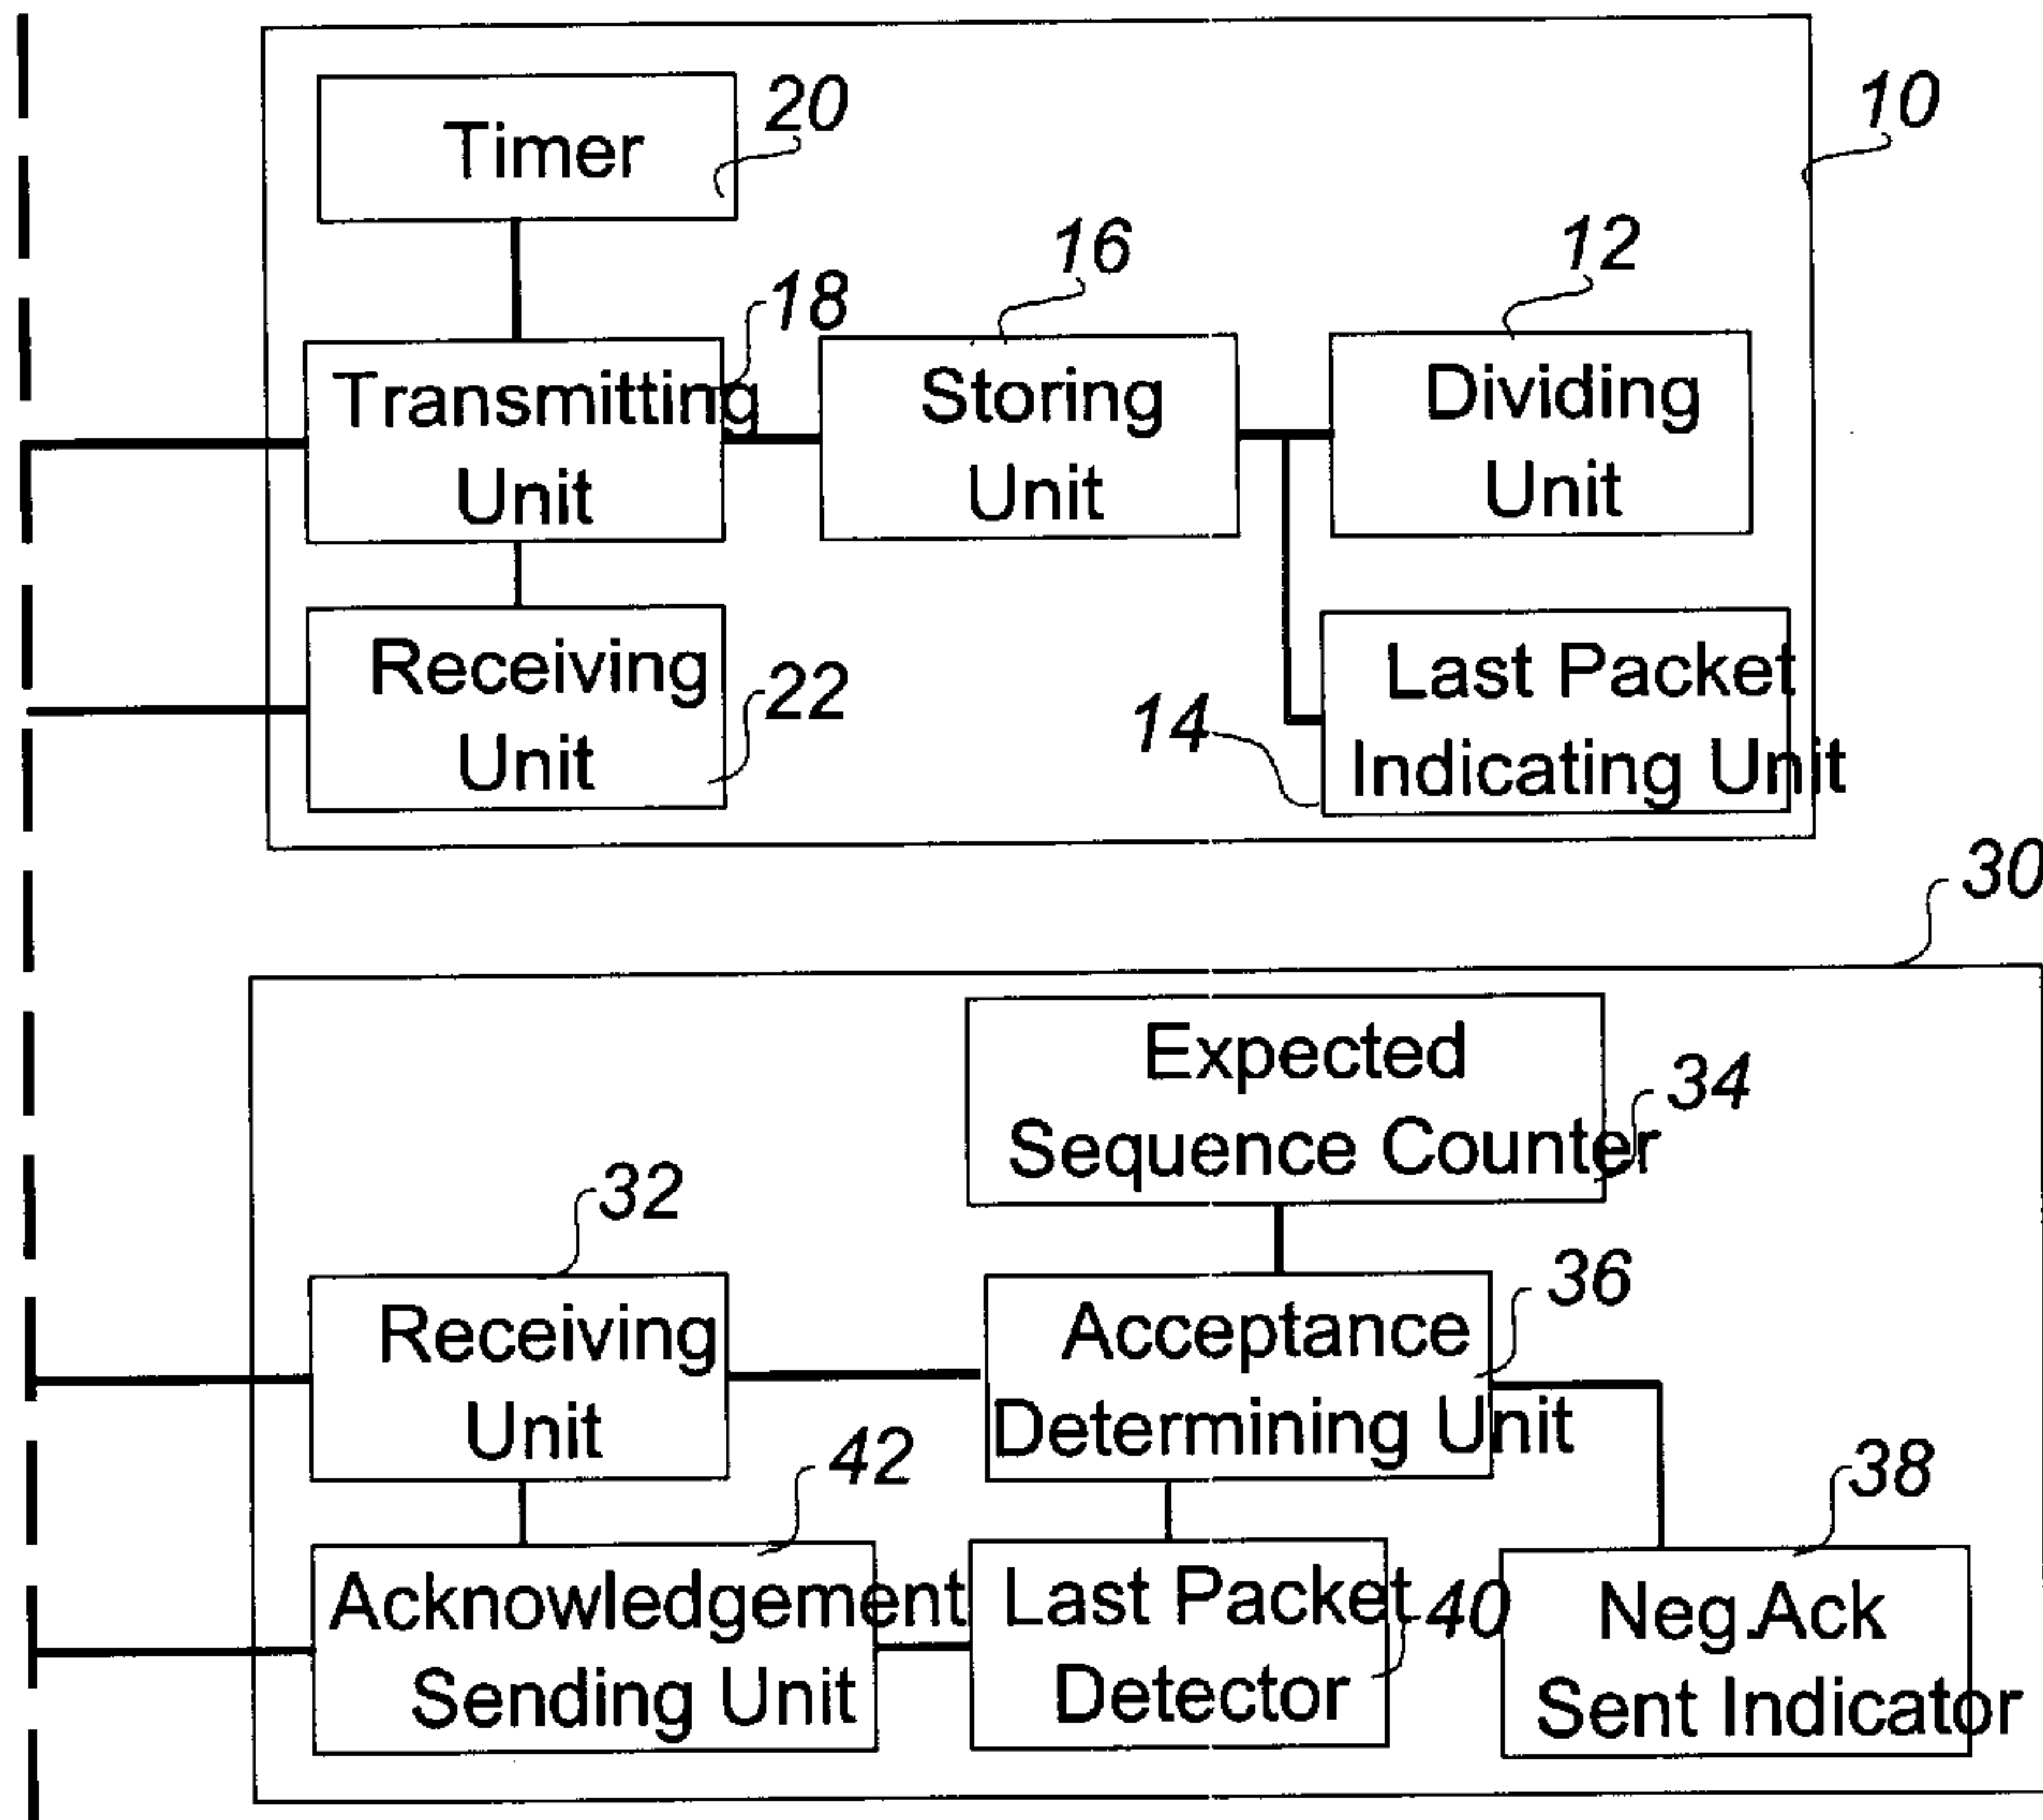 20
Timer
10
16
12
18
Transmitting
Unit
Storing
Unit
Dividing
Unit
Receiving
Unit
22
14
Last Packet
Indicating Unit
30
Expected
Sequence Counter
34
32
Receiving
Unit
Acceptance
Determining Unit
36
42
38
Acknowledgement
Sending Unit
Last Packet
Detector
40
Neg.Ack
Sent Indicator